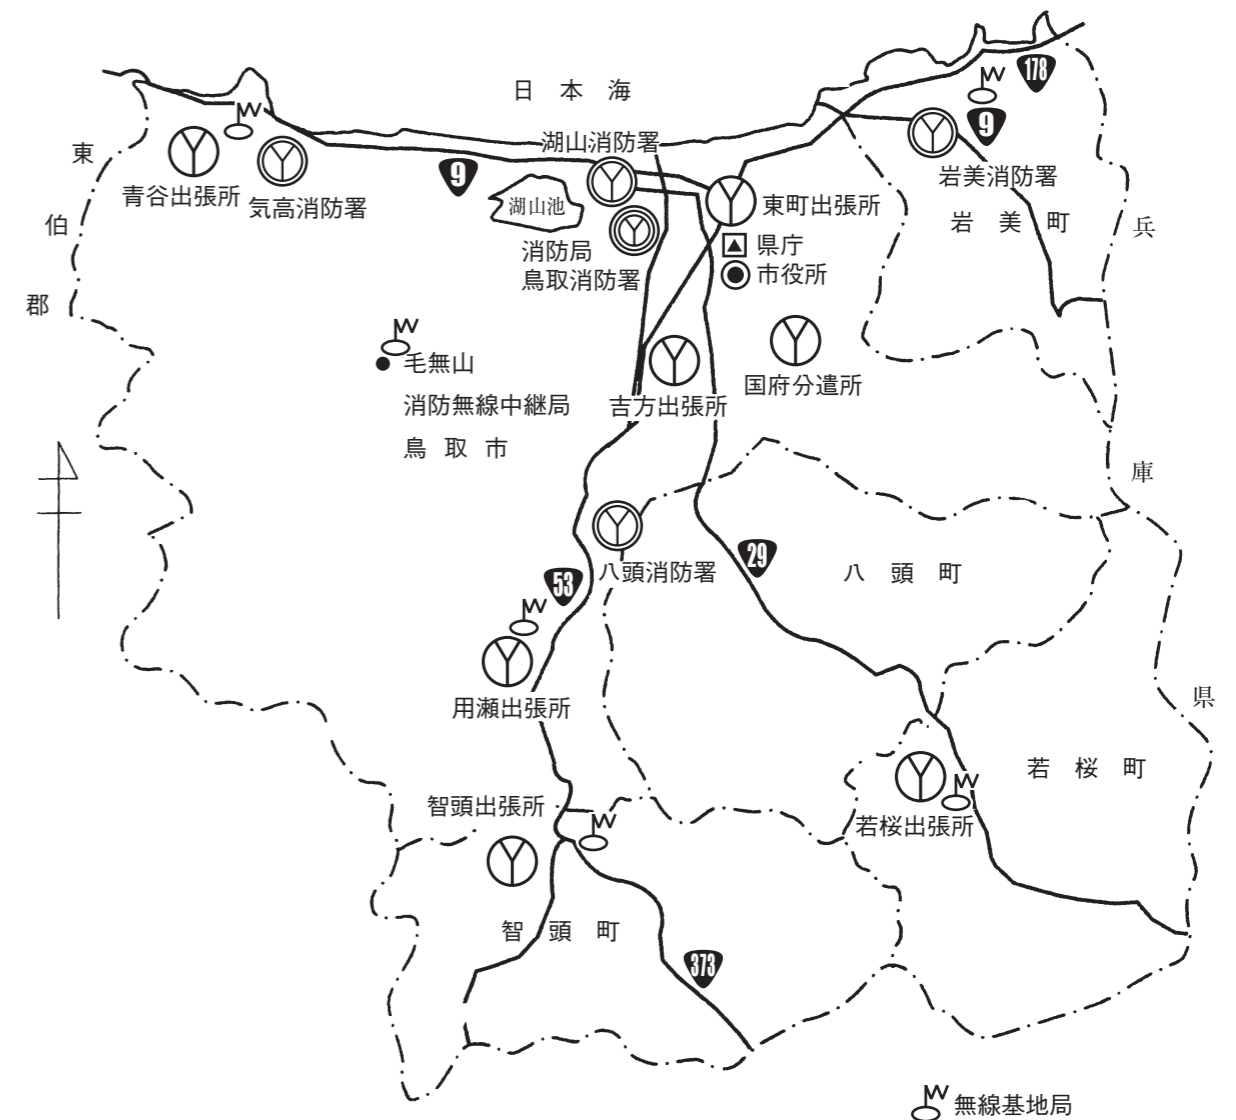 日本海
178
9
湖山消防署
岩美消防署
東
青谷出張所
気高消防署
9
湖山池
東町出張所
岩美町
伯
消防局
鳥取消防署
県庁
市役所
兵
郡
毛無山
消防無線中継局
鳥取市
吉方出張所
国府分遣所
庫
八頭消防署
53
29
八頭町
用瀬出張所
県
若桜町
智頭出張所
若桜出張所
智頭町
373
無線基地局